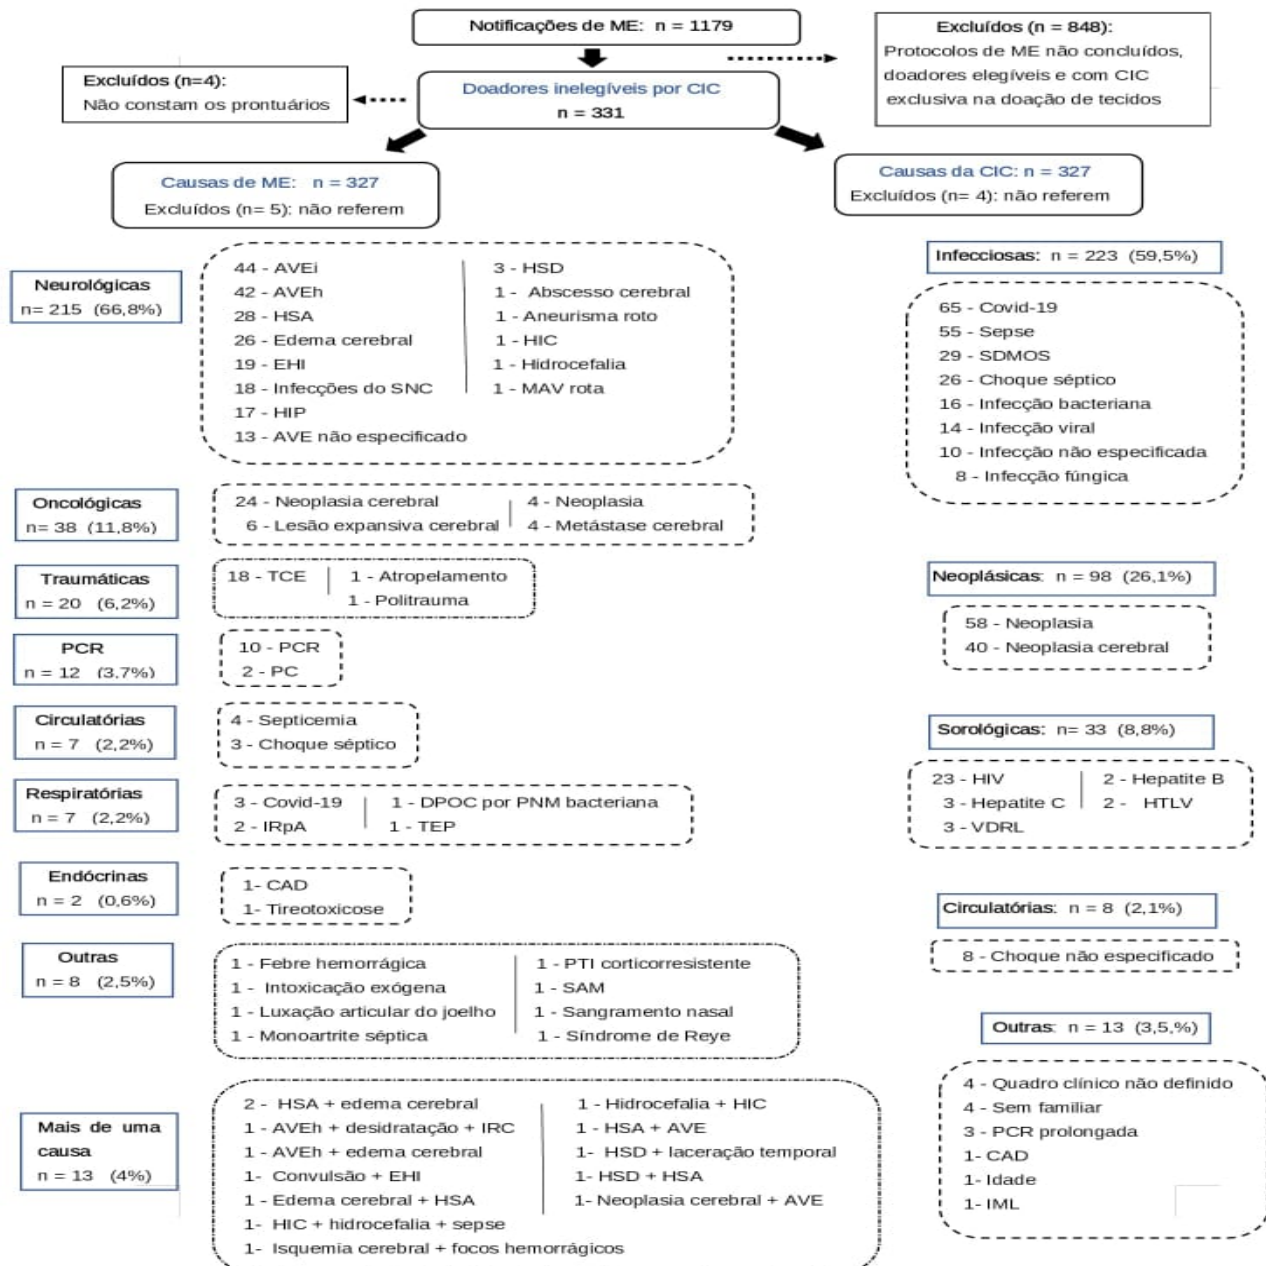 Notificações de ME: n = 1179
Excluídos (n = 848):
Protocolos de ME não concluídos,
doadores elegíveis e com CIC
exclusiva na doação de tecidos
Excluídos (n=4):
Não constam os prontuários
Doadores inelegíveis por CIC
n = 331
Causas de ME: n = 327
Excluídos (n= 5): não referem
Causas da CIC: n = 327
Excluídos (n= 4): não referem
Neurológicas
n= 215 (66,8%)
44 - AVEi
42 - AVEh
28 - HSA
26 - Edema cerebral
19 - EHI
18 - Infecções do SNC
17 - HIP
13 - AVE não especificado
3 - HSD
1 - Abscesso cerebral
1 - Aneurisma roto
1 - HIC
1 - Hidrocefalia
1 - MAV rota
Oncológicas
n= 38 (11,8%)
24 - Neoplasia cerebral
6 - Lesão expansiva cerebral
4 - Neoplasia
4 - Metástase cerebral
Traumáticas
n = 20 (6,2%)
18 - TCE
1 - Atropelamento
1 - Politrauma
PCR
n = 12 (3,7%)
10 - PCR
2 - PC
Circulatórias
n = 7 (2,2%)
4 - Septicemia
3 - Choque séptico
Respiratórias
n = 7 (2,2%)
3 - Covid-19
2 - IRpA
1 - DPOC por PNM bacteriana
1 - TEP
Endócrinas
n = 2 (0,6%)
1- CAD
1- Tireotoxicose
Outras
n = 8 (2,5%)
1 - Febre hemorrágica
1 - Intoxicação exógena
1 - Luxação articular do joelho
1 - Monoartrite séptica
1 - PTI corticorresistente
1 - SAM
1 - Sangramento nasal
1 - Síndrome de Reye
Mais de uma
causa
n = 13 (4%)
2 - HSA + edema cerebral
1 - AVEh + desidratação + IRC
1 - AVEh + edema cerebral
1- Convulsão + EHI
1 - Edema cerebral + HSA
1- HIC + hidrocefalia + sepse
1- Isquemia cerebral + focos hemorrágicos
1 - Hidrocefalia + HIC
1 - HSA + AVE
1- HSD + laceração temporal
1- HSD + HSA
1- Neoplasia cerebral + AVE
Infecciosas: n = 223 (59,5%)
65 - Covid-19
55 - Sepse
29 - SDMOS
26 - Choque séptico
16 - Infecção bacteriana
14 - Infecção viral
10 - Infecção não especificada
8 - Infecção fúngica
Neoplásicas: n = 98 (26,1%)
58 - Neoplasia
40 - Neoplasia cerebral
Sorológicas: n= 33 (8,8%)
23 - HIV
3 - Hepatite C
3 - VDRL
2 - Hepatite B
2 - HTLV
Circulatórias: n = 8 (2,1%)
8 - Choque não especificado
Outras: n = 13 (3,5,%)
4 - Quadro clínico não definido
4 - Sem familiar
3 - PCR prolongada
1- CAD
1- Idade
1- IML